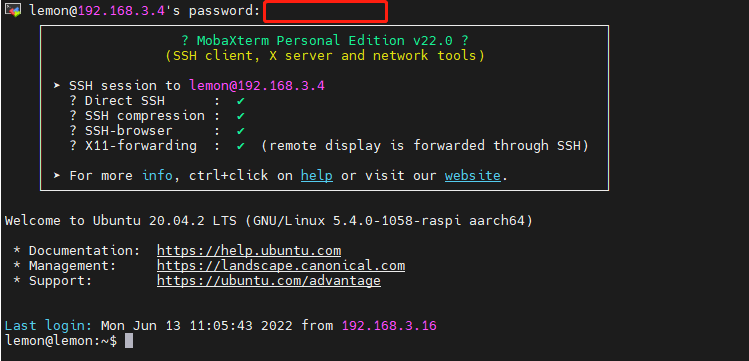 lemon@192.168.3.4's password:
? MobaXterm Personal Edition v22.0 ?
(SSH client, X server and network tools)
➤ SSH session to lemon@192.168.3.4
? Direct SSH : ✔
? SSH compression : ✔
? SSH-browser : ✔
? X11-forwarding : ✔ (remote display is forwarded through SSH)
➤ For more info, ctrl+click on help or visit our website.
Welcome to Ubuntu 20.04.2 LTS (GNU/Linux 5.4.0-1058-raspi aarch64)
* Documentation: https://help.ubuntu.com
* Management: https://landscape.canonical.com
* Support: https://ubuntu.com/advantage
Last login: Mon Jun 13 11:05:43 2022 from 192.168.3.16
lemon@lemon:~$